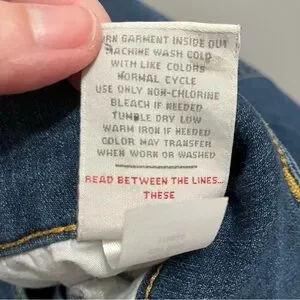 URN GARMENT INSIDE OUT
MACHINE WASH COLD
WITH LIKE COLORS
NORMAL CYCLE
USE ONLY NON-CHLORINE
BLEACH IF NEEDED
TUMBLE DRY LOW
WARM IRON IF NEEDED
COLOR MAY TRANSFER
WHEN WORN OR WASHED
READ BETWEEN THE LINES...
THESE